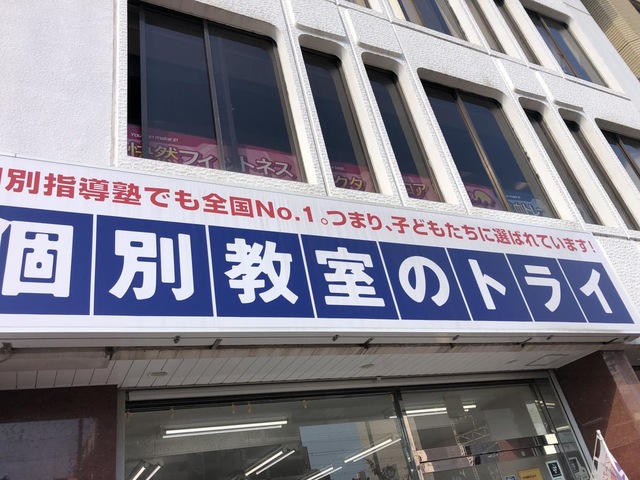 フィットネス
別指導塾でも全国No.1。つまり、子どもたちに選ばれています!
個別教室のトライ